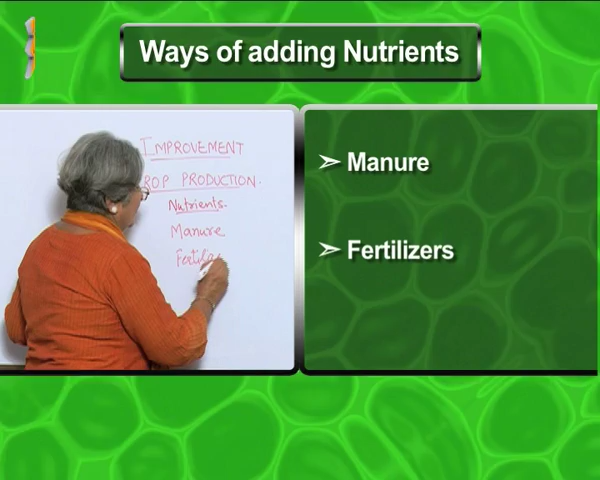 Ways of adding Nutrients
IMPROVEMENT
ROP PRODUCTION.
Nutrients.
Manure
➢ Manure
➢ Fertilizers